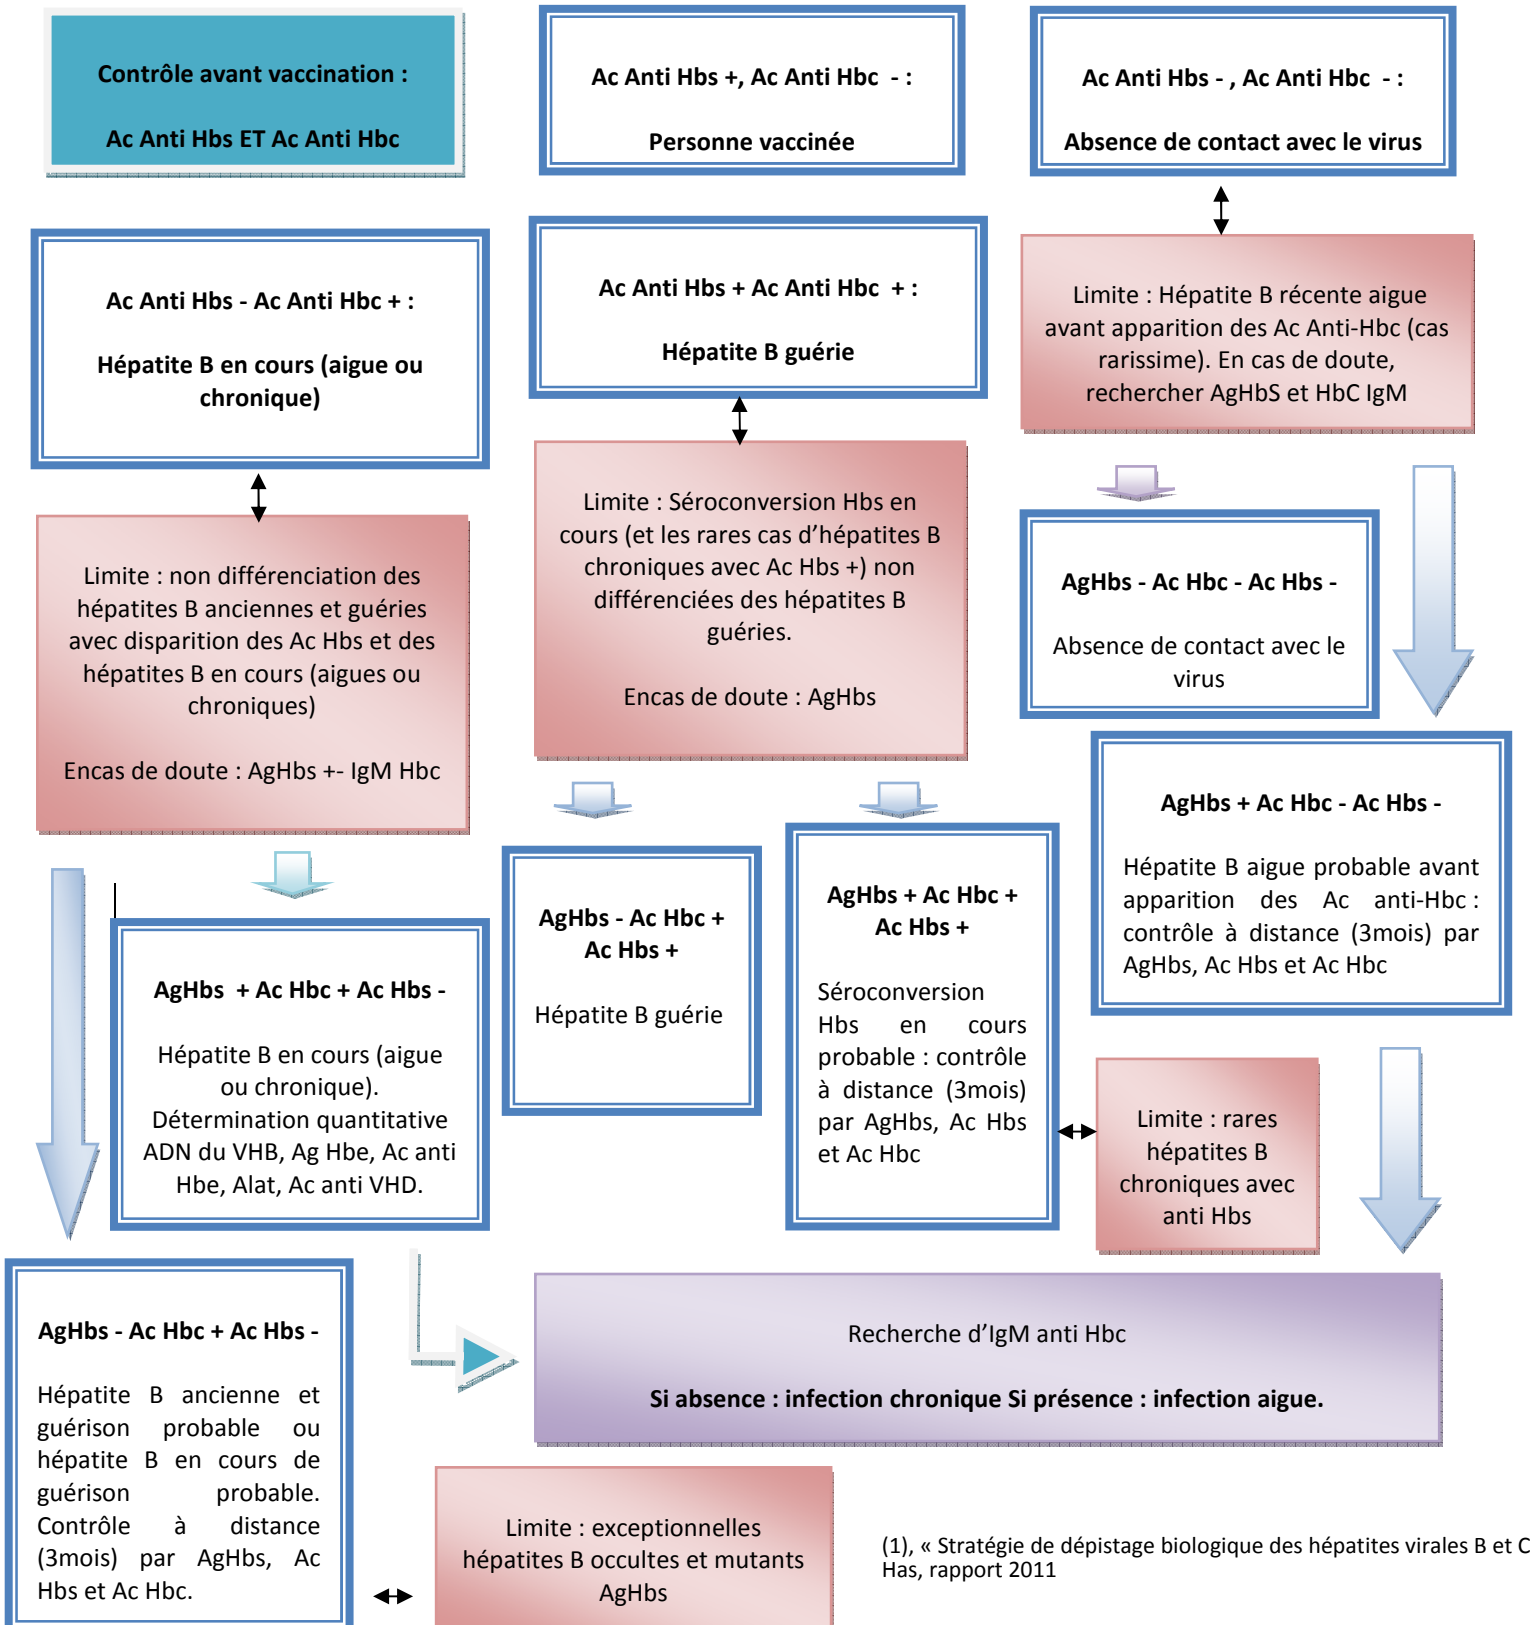 Contrôle avant vaccination :
Ac Anti Hbs ET Ac Anti Hbc
Ac Anti Hbs +, Ac Anti Hbc  - :
Personne vaccinée
Ac Anti Hbs - , Ac Anti Hbc  - :
Absence de contact avec le virus
Ac Anti Hbs - Ac Anti Hbc + :
Hépatite B en cours (aigue ou
chronique)
Ac Anti Hbs + Ac Anti Hbc  + :
Hépatite B guérie
Limite : Hépatite B récente aigue
avant apparition des Ac Anti-Hbc (cas
rarissime). En cas de doute,
rechercher AgHbS et HbC IgM
Limite : non différenciation des
hépatites B anciennes et guéries
avec disparition des Ac Hbs et des
hépatites B en cours (aigues ou
chroniques)
Encas de doute : AgHbs +- IgM Hbc
Limite : Séroconversion Hbs en
cours (et les rares cas d’hépatites B
chroniques avec Ac Hbs +) non
différenciées des hépatites B
guéries.
Encas de doute : AgHbs
AgHbs - Ac Hbc - Ac Hbs -
Absence de contact avec le
virus
AgHbs + Ac Hbc - Ac Hbs -
Hépatite B aigue probable avant
apparition des Ac anti-Hbc :
contrôle à distance (3mois) par
AgHbs, Ac Hbs et Ac Hbc
AgHbs  + Ac Hbc + Ac Hbs -
Hépatite B en cours (aigue
ou chronique).
Détermination quantitative
ADN du VHB, Ag Hbe, Ac anti
Hbe, Alat, Ac anti VHD.
AgHbs - Ac Hbc +
Ac Hbs +
Hépatite B guérie
AgHbs + Ac Hbc +
Ac Hbs +
Séroconversion
Hbs en cours
probable : contrôle
à distance (3mois)
par AgHbs, Ac Hbs
et Ac Hbc
Limite : rares
hépatites B
chroniques avec
anti Hbs
AgHbs - Ac Hbc + Ac Hbs -
Hépatite B ancienne et
guérison probable ou
hépatite B en cours de
guérison probable.
Contrôle à distance
(3mois) par AgHbs, Ac
Hbs et Ac Hbc.
Recherche d’IgM anti Hbc
Si absence : infection chronique Si présence : infection aigue.
Limite : exceptionnelles
hépatites B occultes et mutants
AgHbs
(1), « Stratégie de dépistage biologique des hépatites virales B et C
Has, rapport 2011